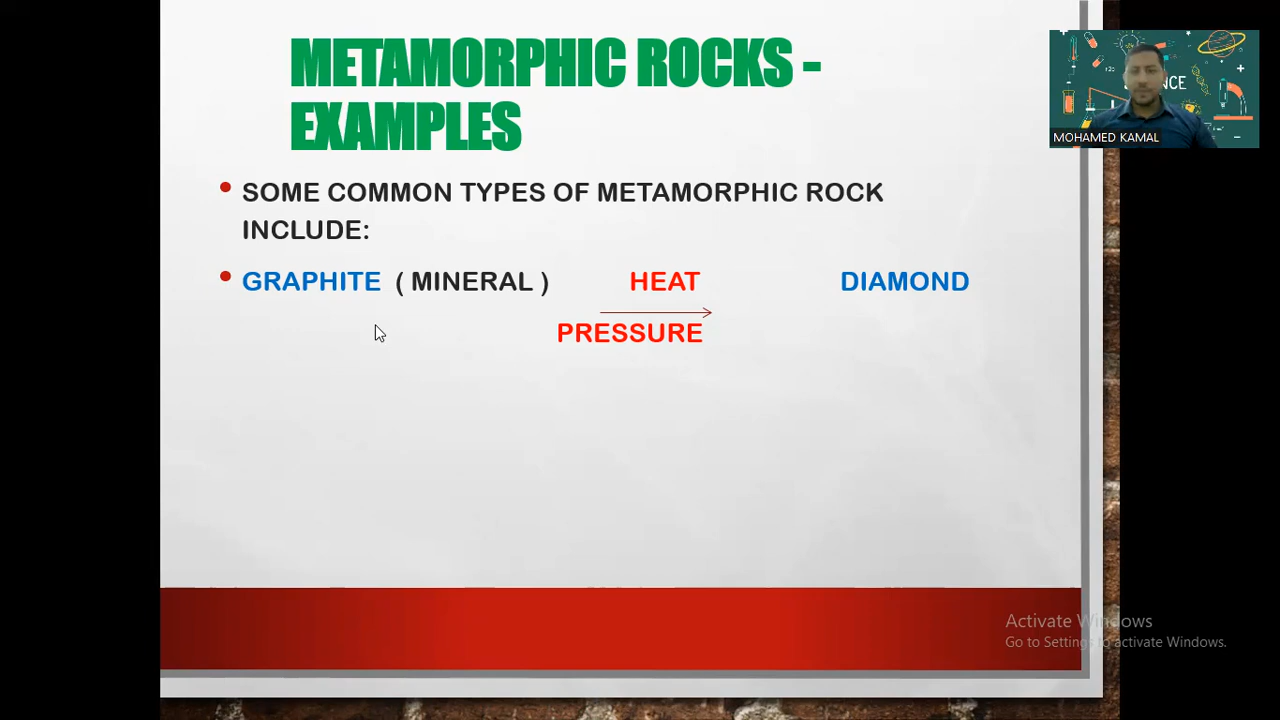 METAMORPHIC ROCKS -
EXAMPLES
• SOME COMMON TYPES OF METAMORPHIC ROCK
INCLUDE:
• GRAPHITE ( MINERAL ) HEAT DIAMOND
PRESSURE
MOHAMED KAMAL
Activate Windows
Go to Settings to activate Windows.